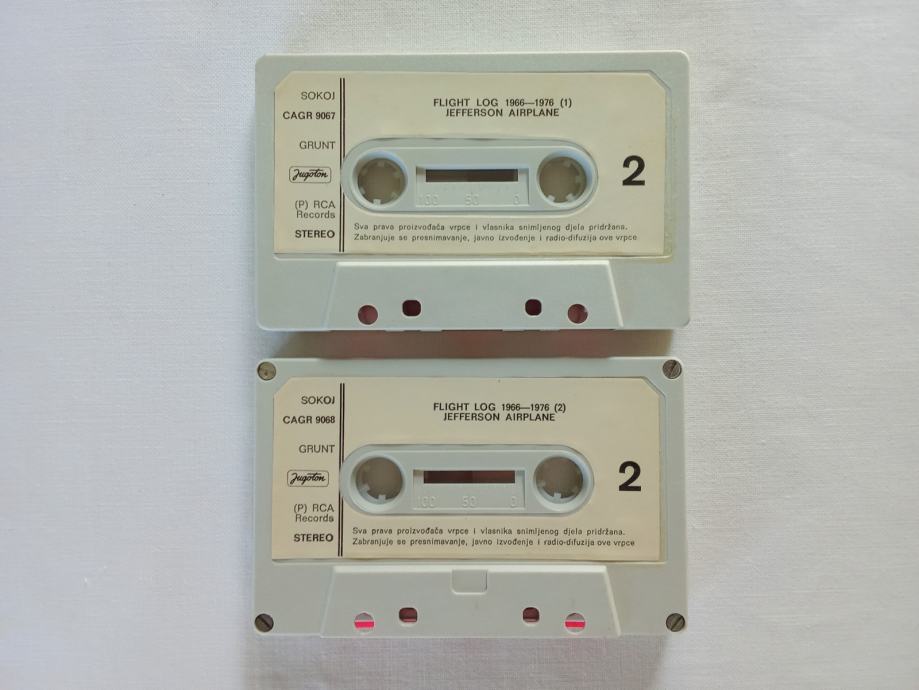 SOKOJ
CAGR 9067
GRUNT
Jugoton
(P) RCA
Records
STEREO
FLIGHT LOG 1966—1976 (1)
JEFFERSON AIRPLANE
2
100 50 0
Sva prava proizvođača vrpce i vlasnika snimljenog djela pridržana.
Zabranjuje se presnimavanje, javno izvođenje i radio-difuzija ove vrpce
SOKOJ
CAGR 9068
GRUNT
Jugoton
(P) RCA
Records
STEREO
FLIGHT LOG 1966—1976 (2)
JEFFERSON AIRPLANE
2
100 50 0
Sva prava proizvođača vrpce i vlasnika snimljenog djela pridržana.
Zabranjuje se presnimavanje, javno izvođenje i radio-difuzija ove vrpce